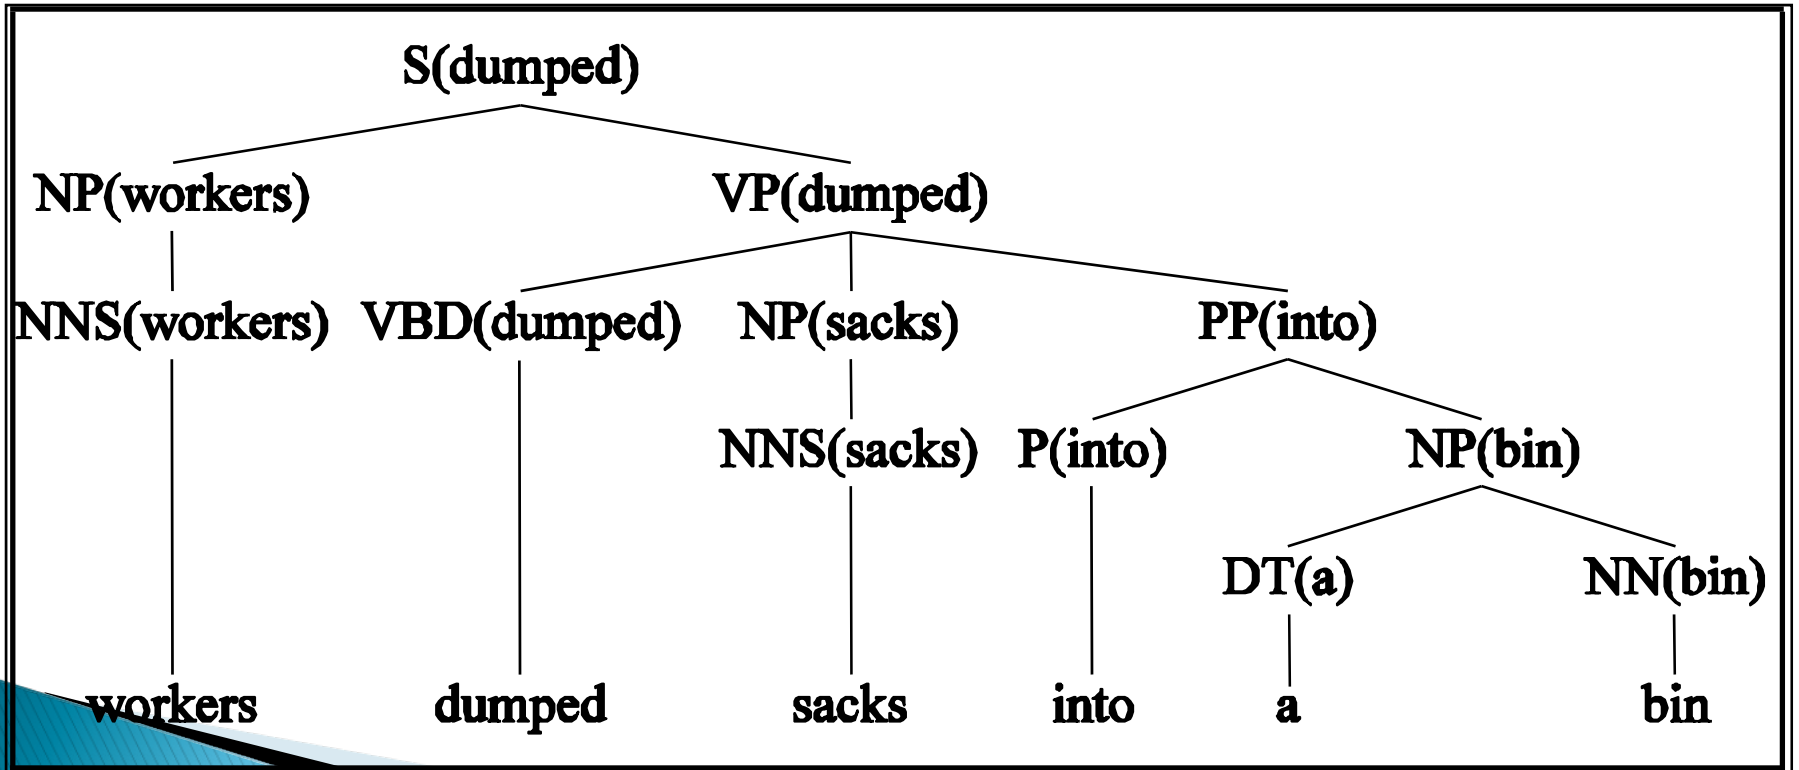 S(dumped)
NP(workers) VP(dumped)
NNS(workers) VBD(dumped) NP(sacks) PP(into)
NNS(sacks) P(into) NP(bin)
DT(a) NN(bin)
workers dumped sacks into a bin